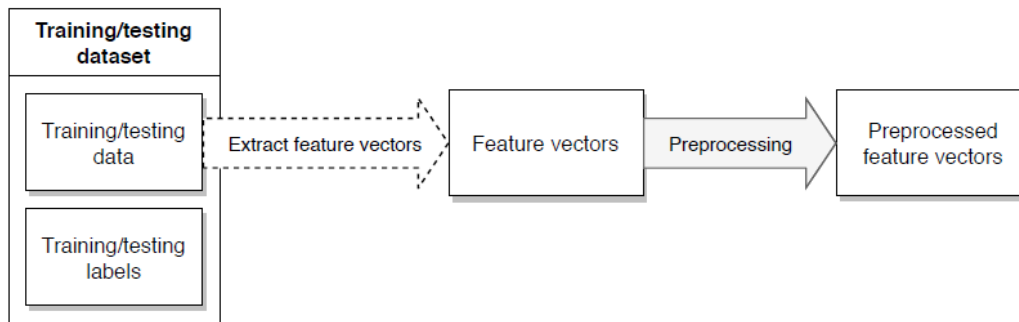 Training/testing
dataset
Training/testing
data
Extract feature vectors
Feature vectors
Preprocessing
Preprocessed
feature vectors
Training/testing
labels